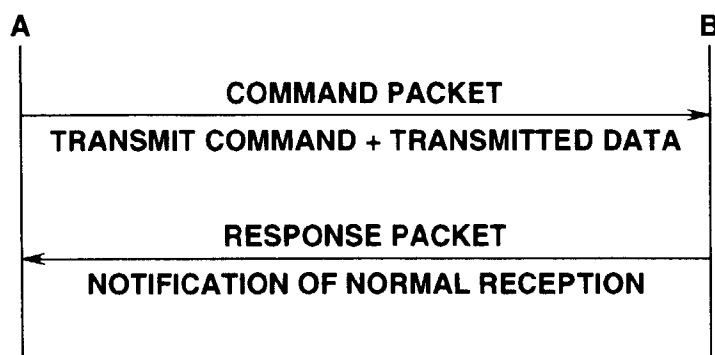 A
B
COMMAND PACKET
TRANSMIT COMMAND + TRANSMITTED DATA
RESPONSE PACKET
NOTIFICATION OF NORMAL RECEPTION